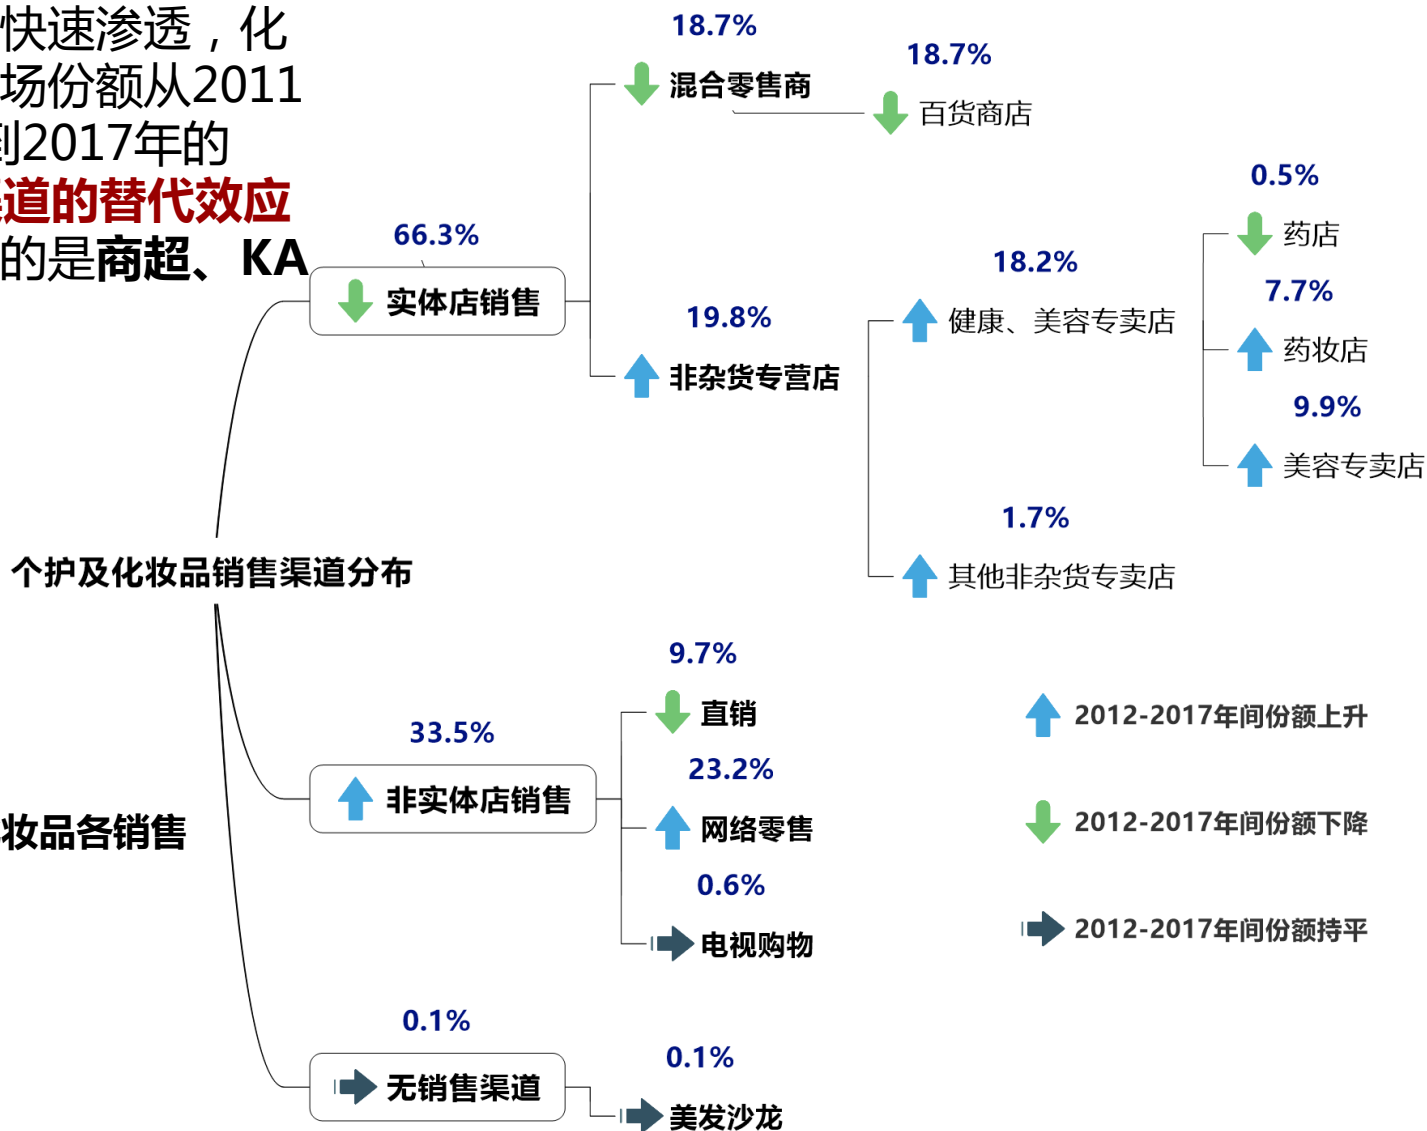 快速渗透，化
场份额从2011
到2017年的
渠道的替代效应
的是商超、KA
18.7%
混合零售商
18.7%
百货商店
66.3%
实体店销售
19.8%
非杂货专营店
18.2%
健康、美容专卖店
0.5%
药店
7.7%
药妆店
9.9%
美容专卖店
1.7%
其他非杂货专卖店
个护及化妆品销售渠道分布
9.7%
直销
33.5%
非实体店销售
23.2%
网络零售
0.6%
电视购物
妆品各销售
0.1%
无销售渠道
0.1%
美发沙龙
2012-2017年间份额上升
2012-2017年间份额下降
2012-2017年间份额持平